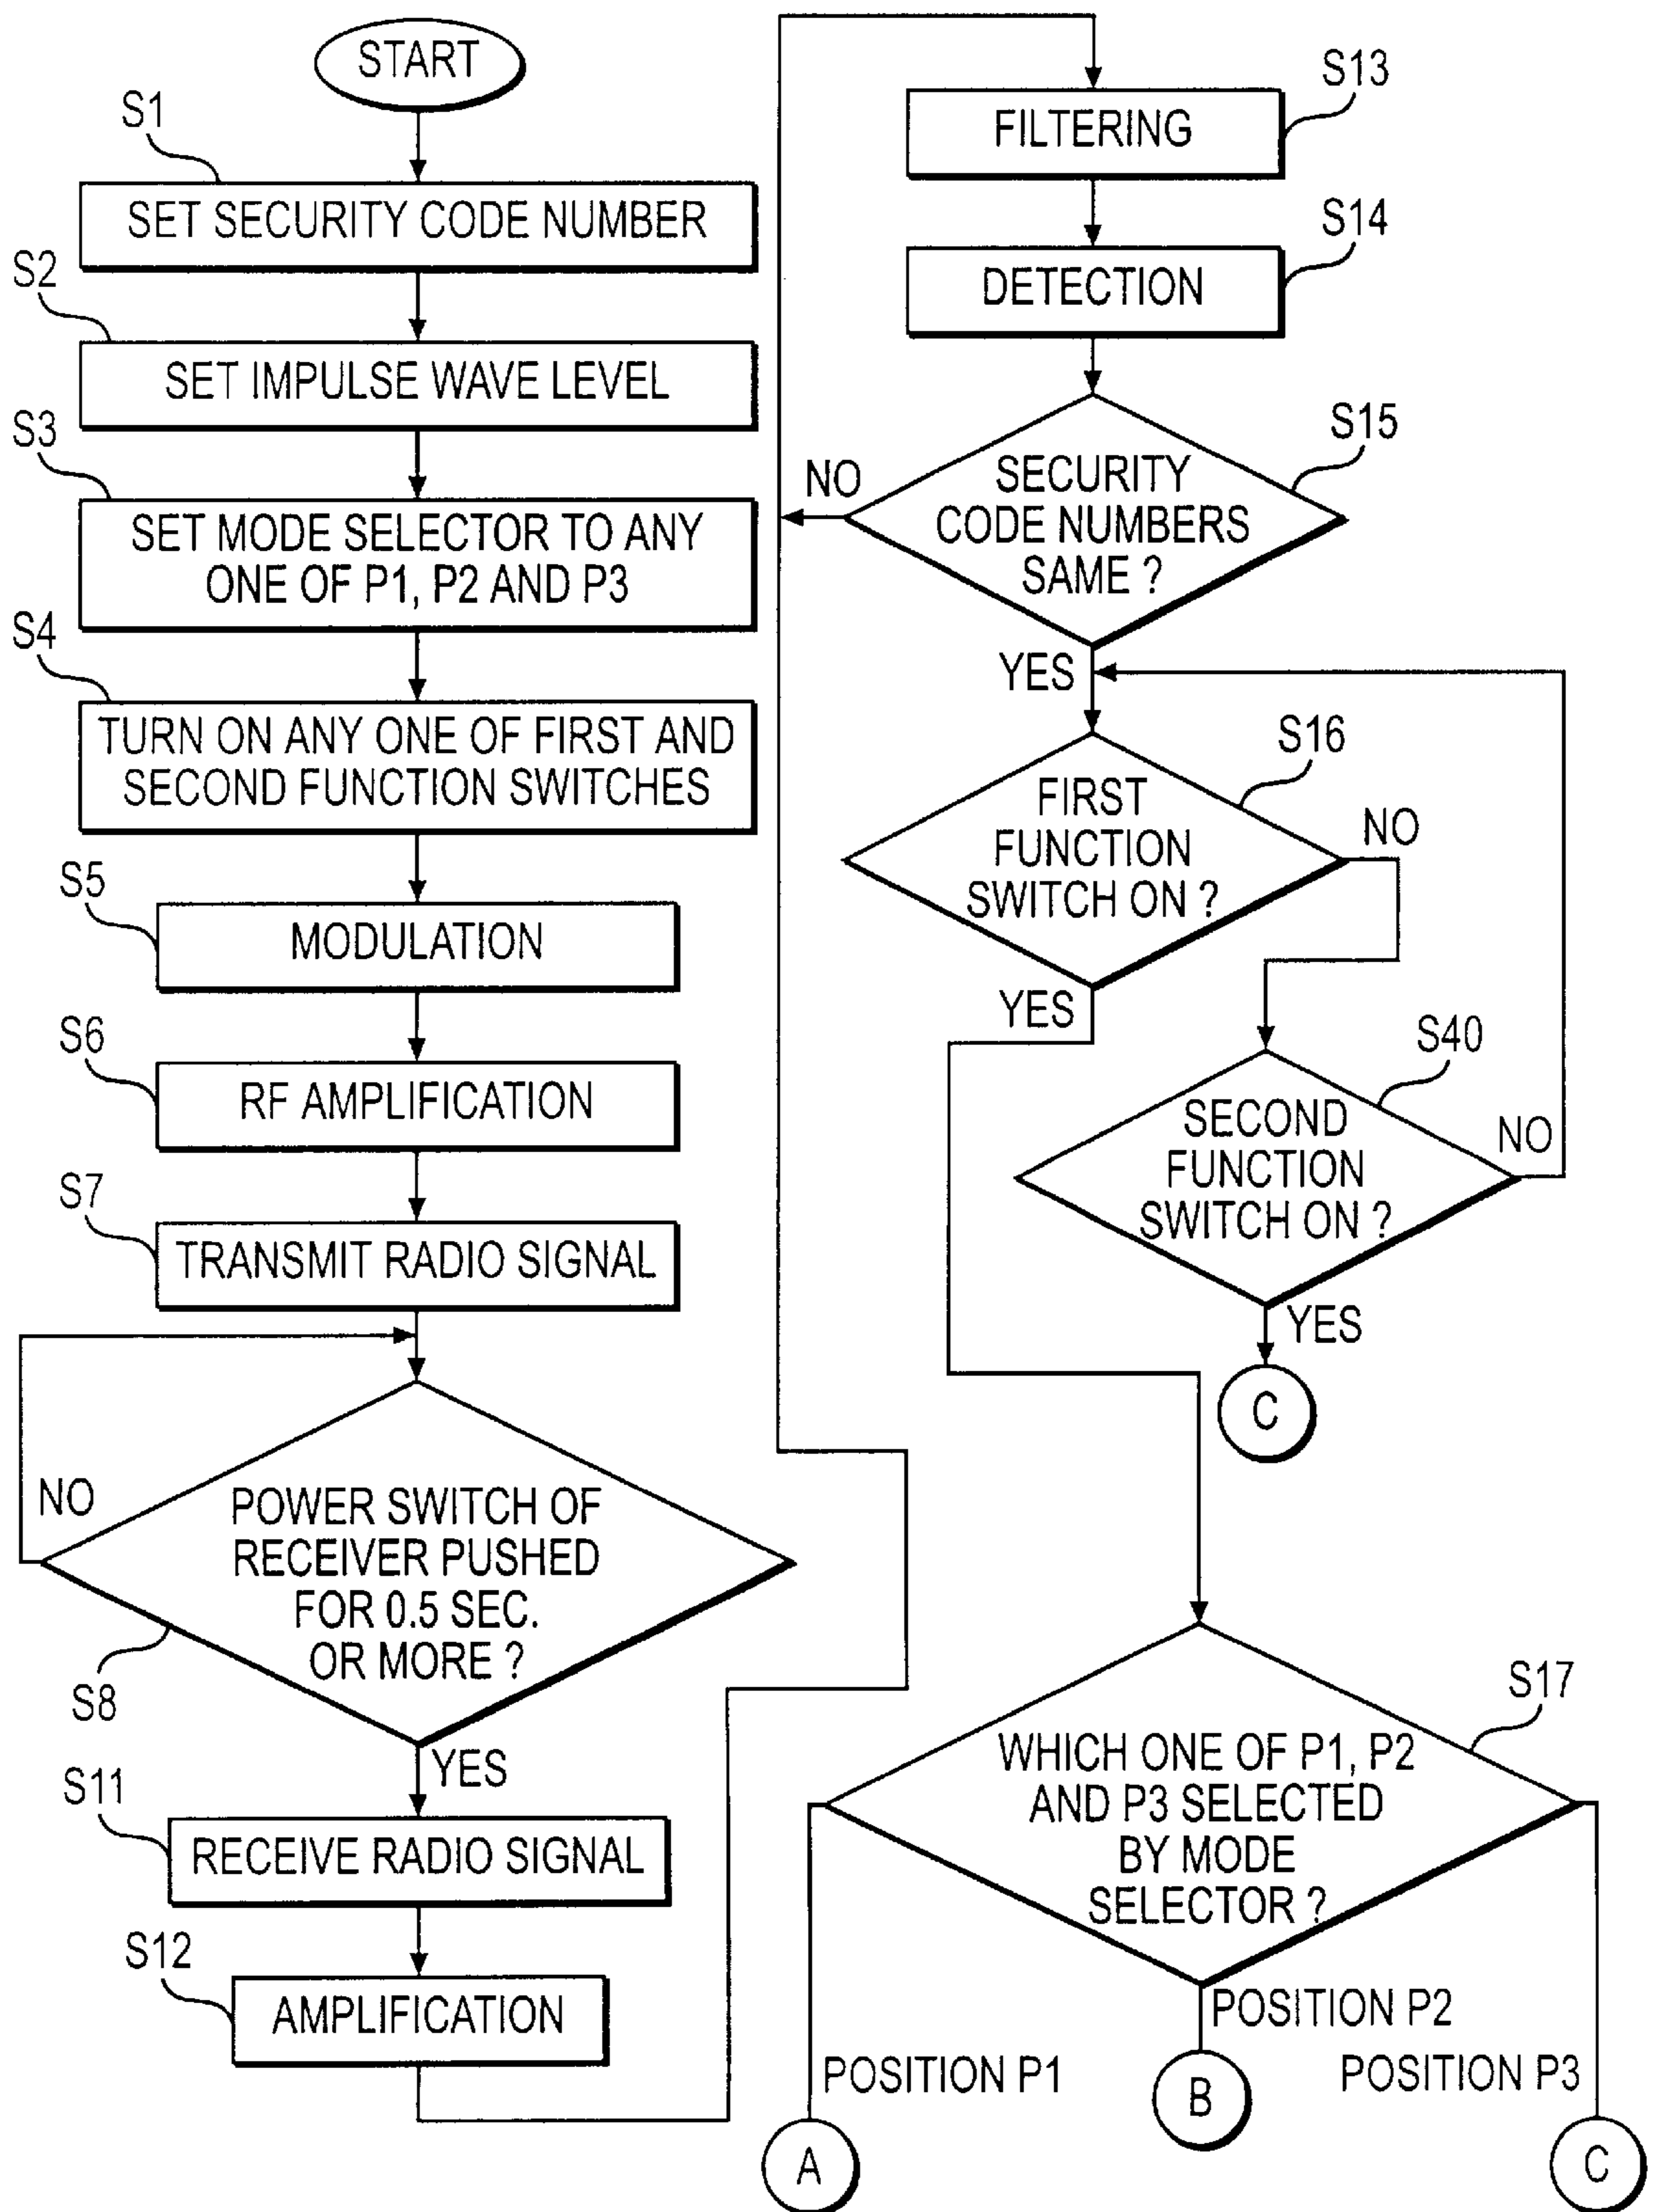 START
S1
SET SECURITY CODE NUMBER
S2
SET IMPULSE WAVE LEVEL
S3
SET MODE SELECTOR TO ANY
ONE OF P1, P2 AND P3
S4
TURN ON ANY ONE OF FIRST AND
SECOND FUNCTION SWITCHES
S5
MODULATION
S6
RF AMPLIFICATION
S7
TRANSMIT RADIO SIGNAL
NO
POWER SWITCH OF
RECEIVER PUSHED
FOR 0.5 SEC.
OR MORE ?
S8
YES
S11
RECEIVE RADIO SIGNAL
S12
AMPLIFICATION
S13
FILTERING
S14
DETECTION
S15
NO
SECURITY
CODE NUMBERS
SAME ?
YES
S16
FIRST
FUNCTION
SWITCH ON ?
NO
YES
S40
SECOND
FUNCTION
SWITCH ON ?
NO
YES
C
S17
WHICH ONE OF P1, P2
AND P3 SELECTED
BY MODE
SELECTOR ?
POSITION P1
POSITION P2
POSITION P3
A
B
C